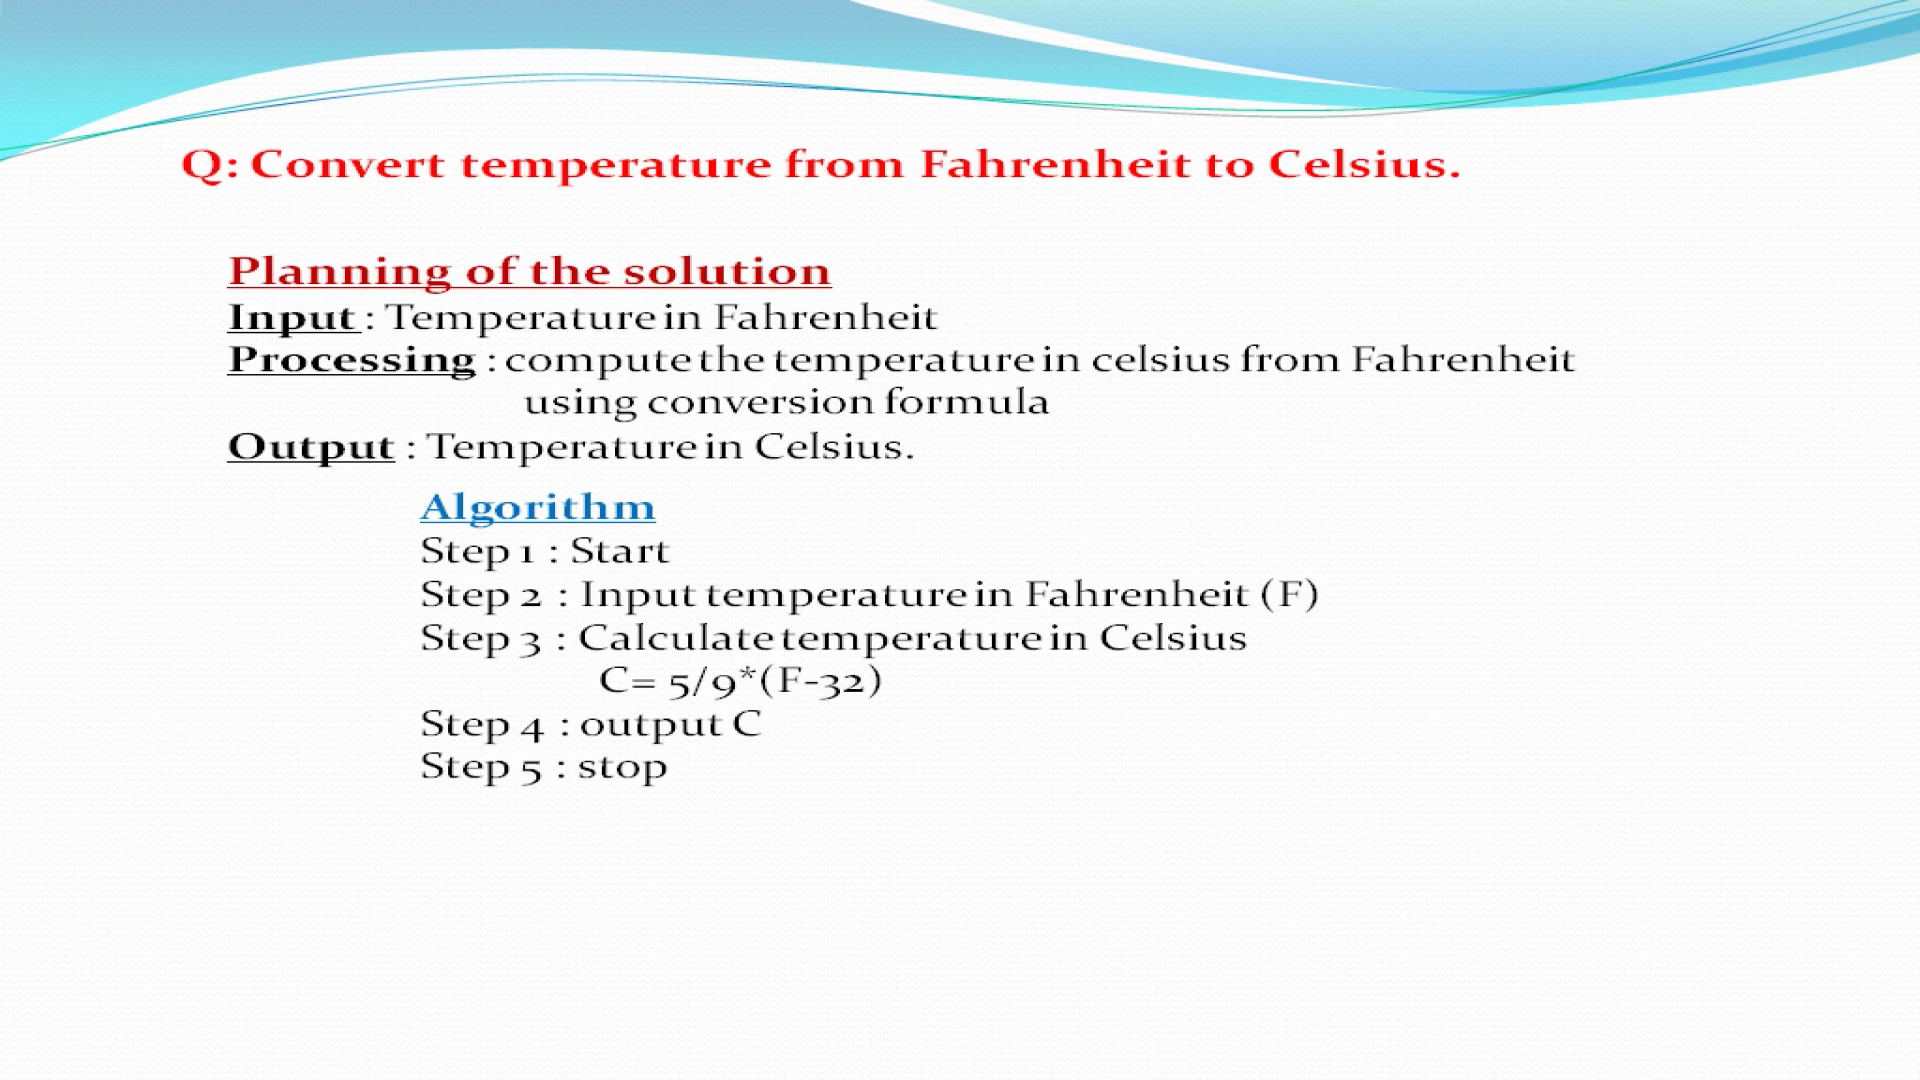 Q: Convert temperature from Fahrenheit to Celsius.
Planning of the solution
Input : Temperature in Fahrenheit
Processing : compute the temperature in celsius from Fahrenheit
using conversion formula
Output : Temperature in Celsius.
Algorithm
Step 1 : Start
Step 2 : Input temperature in Fahrenheit (F)
Step 3 : Calculate temperature in Celsius
C= 5/9*(F-32)
Step 4 : output C
Step 5 : stop